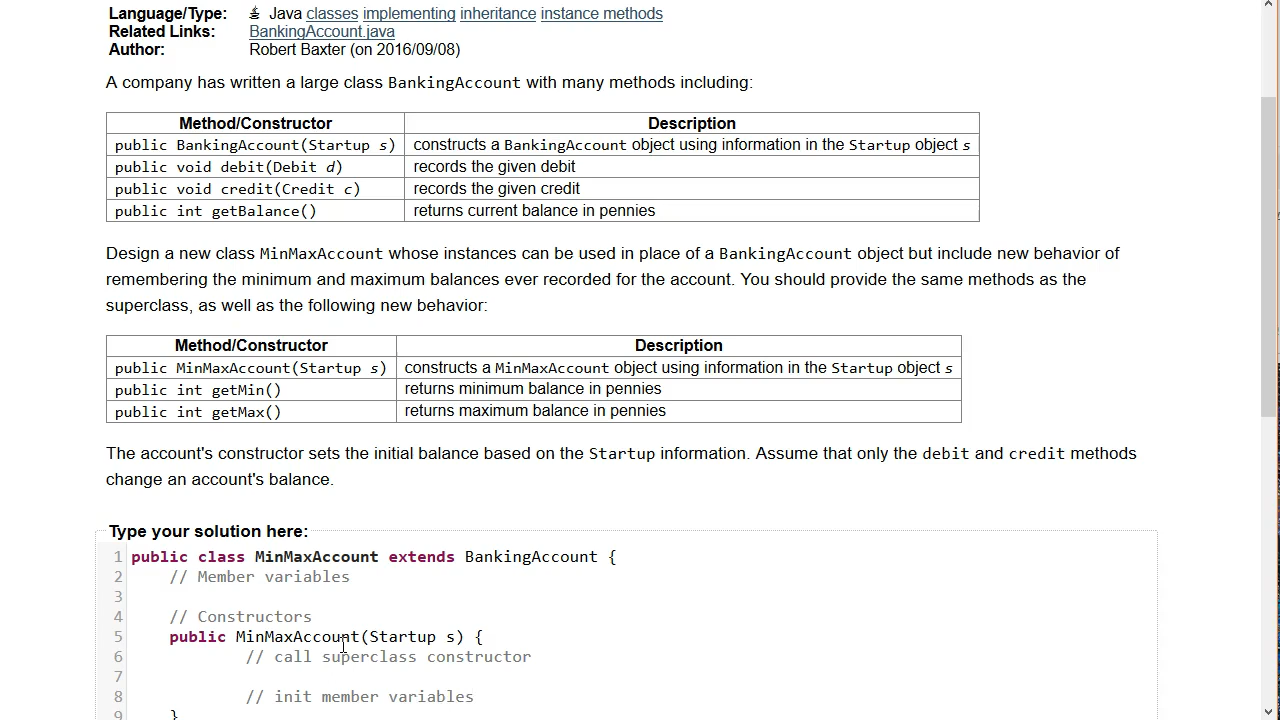 Language/Type: Java classes implementing inheritance instance methods
Related Links: BankingAccount.java
Author: Robert Baxter (on 2016/09/08)
A company has written a large class BankingAccount with many methods including:
Method/Constructor Description
public BankingAccount(Startup s) constructs a BankingAccount object using information in the Startup object s
public void debit(Debit d) records the given debit
public void credit(Credit c) records the given credit
public int getBalance() returns current balance in pennies
Design a new class MinMaxAccount whose instances can be used in place of a BankingAccount object but include new behavior of
remembering the minimum and maximum balances ever recorded for the account. You should provide the same methods as the
superclass, as well as the following new behavior:
Method/Constructor Description
public MinMaxAccount(Startup s) constructs a MinMaxAccount object using information in the Startup object s
public int getMin() returns minimum balance in pennies
public int getMax() returns maximum balance in pennies
The account's constructor sets the initial balance based on the Startup information. Assume that only the debit and credit methods
change an account's balance.
Type your solution here:
1 public class MinMaxAccount extends BankingAccount {
2 // Member variables
3
4 // Constructors
5 public MinMaxAccount(Startup s) {
6 // call superclass constructor
7
8 // init member variables
9 }